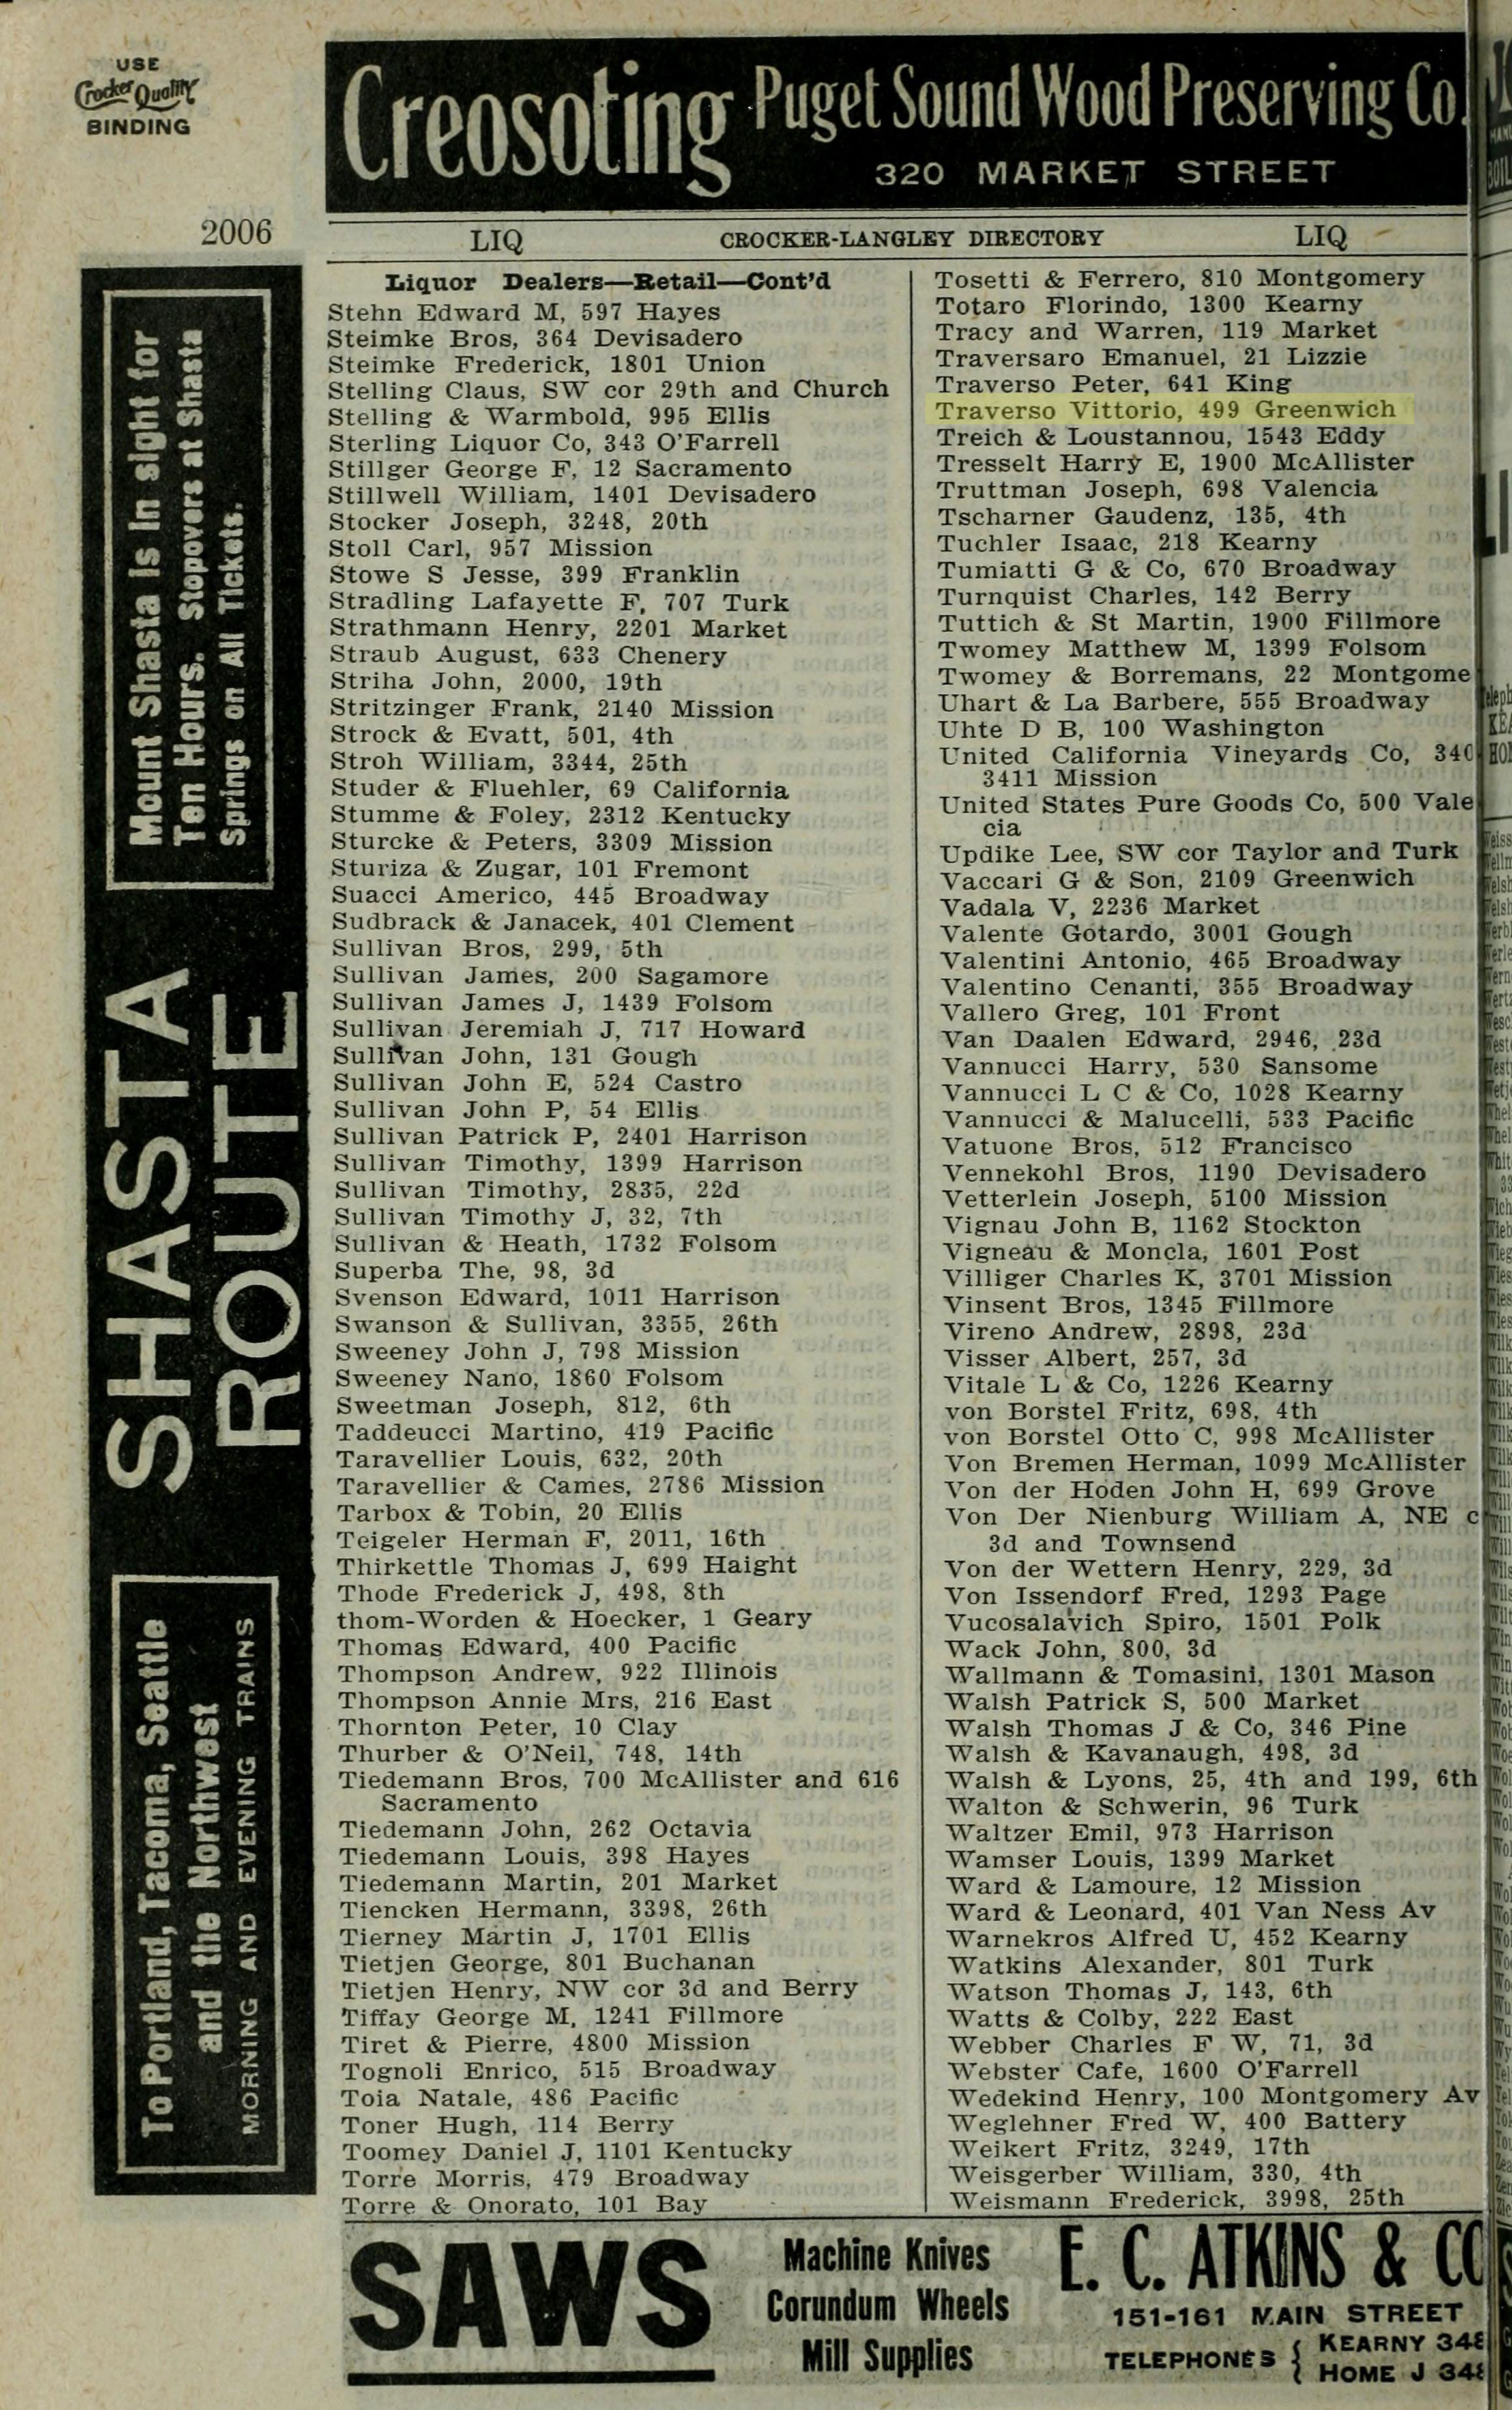 USE
Crocker Quality
BINDING
Creosoting Puget Sound Wood Preserving Co.
320 MARKET STREET
2006
LIQ CROCKER-LANGLEY DIRECTORY LIQ
Mount Shasta is in sight for
Ten Hours. Stopovers at Shasta
Springs on All Tickets.
SHASTA
ROUTE
To Portland, Tacoma, Seattle
and the Northwest
MORNING AND EVENING TRAINS
Liquor Dealers—Retail—Cont'd
Stehn Edward M, 597 Hayes
Steimke Bros, 364 Devisadero
Steimke Frederick, 1801 Union
Stelling Claus, SW cor 29th and Church
Stelling & Warmbold, 995 Ellis
Sterling Liquor Co, 343 O'Farrell
Stillger George F, 12 Sacramento
Stillwell William, 1401 Devisadero
Stocker Joseph, 3248, 20th
Stoll Carl, 957 Mission
Stowe S Jesse, 399 Franklin
Stradling Lafayette F, 707 Turk
Strathmann Henry, 2201 Market
Straub August, 633 Chenery
Striha John, 2000, 19th
Stritzinger Frank, 2140 Mission
Strock & Evatt, 501, 4th
Stroh William, 3344, 25th
Studer & Fluehler, 69 California
Stumme & Foley, 2312 Kentucky
Sturcke & Peters, 3309 Mission
Sturiza & Zugar, 101 Fremont
Suacci Americo, 445 Broadway
Sudbrack & Janacek, 401 Clement
Sullivan Bros, 299, 5th
Sullivan James, 200 Sagamore
Sullivan James J, 1439 Folsom
Sullivan Jeremiah J, 717 Howard
Sullivan John, 131 Gough
Sullivan John E, 524 Castro
Sullivan John P, 54 Ellis
Sullivan Patrick P, 2401 Harrison
Sullivan Timothy, 1399 Harrison
Sullivan Timothy, 2835, 22d
Sullivan Timothy J, 32, 7th
Sullivan & Heath, 1732 Folsom
Superba The, 98, 3d
Svenson Edward, 1011 Harrison
Swanson & Sullivan, 3355, 26th
Sweeney John J, 798 Mission
Sweeney Nano, 1860 Folsom
Sweetman Joseph, 812, 6th
Taddeucci Martino, 419 Pacific
Taravellier Louis, 632, 20th
Taravellier & Cames, 2786 Mission
Tarbox & Tobin, 20 Ellis
Teigeler Herman F, 2011, 16th
Thirkettle Thomas J, 699 Haight
Thode Frederick J, 498, 8th
thom-Worden & Hoecker, 1 Geary
Thomas Edward, 400 Pacific
Thompson Andrew, 922 Illinois
Thompson Annie Mrs, 216 East
Thornton Peter, 10 Clay
Thurber & O'Neil, 748, 14th
Tiedemann Bros, 700 McAllister and 616
Sacramento
Tiedemann John, 262 Octavia
Tiedemann Louis, 398 Hayes
Tiedemann Martin, 201 Market
Tiencken Hermann, 3398, 26th
Tierney Martin J, 1701 Ellis
Tietjen George, 801 Buchanan
Tietjen Henry, NW cor 3d and Berry
Tiffay George M, 1241 Fillmore
Tiret & Pierre, 4800 Mission
Tognoli Enrico, 515 Broadway
Toia Natale, 486 Pacific
Toner Hugh, 114 Berry
Toomey Daniel J, 1101 Kentucky
Torre Morris, 479 Broadway
Torre & Onorato, 101 Bay
Tosetti & Ferrero, 810 Montgomery
Totaro Florindo, 1300 Kearny
Tracy and Warren, 119 Market
Traversaro Emanuel, 21 Lizzie
Traverso Peter, 641 King
Traverso Vittorio, 499 Greenwich
Treich & Loustannou, 1543 Eddy
Tresselt Harry E, 1900 McAllister
Truttman Joseph, 698 Valencia
Tscharner Gaudenz, 135, 4th
Tuchler Isaac, 218 Kearny
Tumiatti G & Co, 670 Broadway
Turnquist Charles, 142 Berry
Tuttich & St Martin, 1900 Fillmore
Twomey Matthew M, 1399 Folsom
Twomey & Borremans, 22 Montgome
Uhart & La Barbere, 555 Broadway
Uhte D B, 100 Washington
United California Vineyards Co, 340
3411 Mission
United States Pure Goods Co, 500 Vale
cia
Updike Lee, SW cor Taylor and Turk
Vaccari G & Son, 2109 Greenwich
Vadala V, 2236 Market
Valente Gotardo, 3001 Gough
Valentini Antonio, 465 Broadway
Valentino Cenanti, 355 Broadway
Vallero Greg, 101 Front
Van Daalen Edward, 2946, 23d
Vannucci Harry, 530 Sansome
Vannucci L C & Co, 1028 Kearny
Vannucci & Malucelli, 533 Pacific
Vatuone Bros, 512 Francisco
Vennekohl Bros, 1190 Devisadero
Vetterlein Joseph, 5100 Mission
Vignau John B, 1162 Stockton
Vigneau & Moncla, 1601 Post
Villiger Charles K, 3701 Mission
Vinsent Bros, 1345 Fillmore
Vireno Andrew, 2898, 23d
Visser Albert, 257, 3d
Vitale L & Co, 1226 Kearny
von Borstel Fritz, 698, 4th
von Borstel Otto C, 998 McAllister
Von Bremen Herman, 1099 McAllister
Von der Hoden John H, 699 Grove
Von Der Nienburg William A, NE c
3d and Townsend
Von der Wettern Henry, 229, 3d
Von Issendorf Fred, 1293 Page
Vucosalavich Spiro, 1501 Polk
Wack John, 800, 3d
Wallmann & Tomasini, 1301 Mason
Walsh Patrick S, 500 Market
Walsh Thomas J & Co, 346 Pine
Walsh & Kavanaugh, 498, 3d
Walsh & Lyons, 25, 4th and 199, 6th
Walton & Schwerin, 96 Turk
Waltzer Emil, 973 Harrison
Wamser Louis, 1399 Market
Ward & Lamoure, 12 Mission
Ward & Leonard, 401 Van Ness Av
Warnekros Alfred U, 452 Kearny
Watkins Alexander, 801 Turk
Watson Thomas J, 143, 6th
Watts & Colby, 222 East
Webber Charles F W, 71, 3d
Webster Cafe, 1600 O'Farrell
Wedekind Henry, 100 Montgomery Av
Weglehner Fred W, 400 Battery
Weikert Fritz, 3249, 17th
Weisgerber William, 330, 4th
Weismann Frederick, 3998, 25th
SAWS
Machine Knives
Corundum Wheels
Mill Supplies
E. C. ATKINS & CO
151-161 MAIN STREET
TELEPHONES { KEARNY 348
HOME J 348